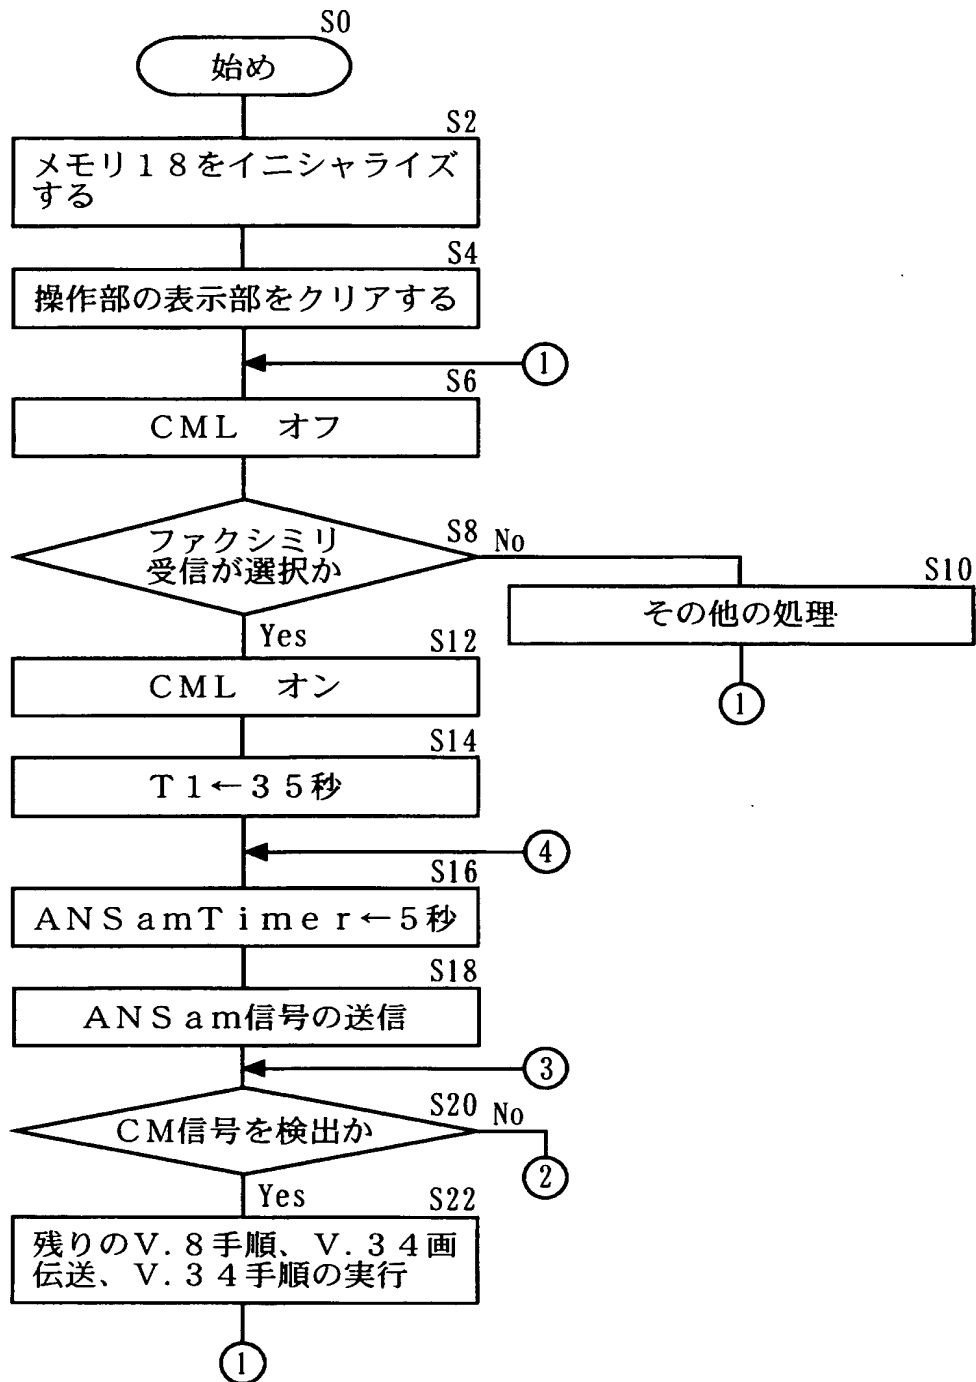 S0
始め
S2
メモリ18をイニシャライズ
する
S4
操作部の表示部をクリアする
①
S6
CML オフ
S8
ファクシミリ
受信が選択か
No
S10
その他の処理
①
Yes
S12
CML オン
S14
T1←35秒
④
S16
ANSamTimer←5秒
S18
ANSam信号の送信
③
S20
CM信号を検出か
No
②
Yes
S22
残りのV.8手順、V.34画
伝送、V.34手順の実行
①